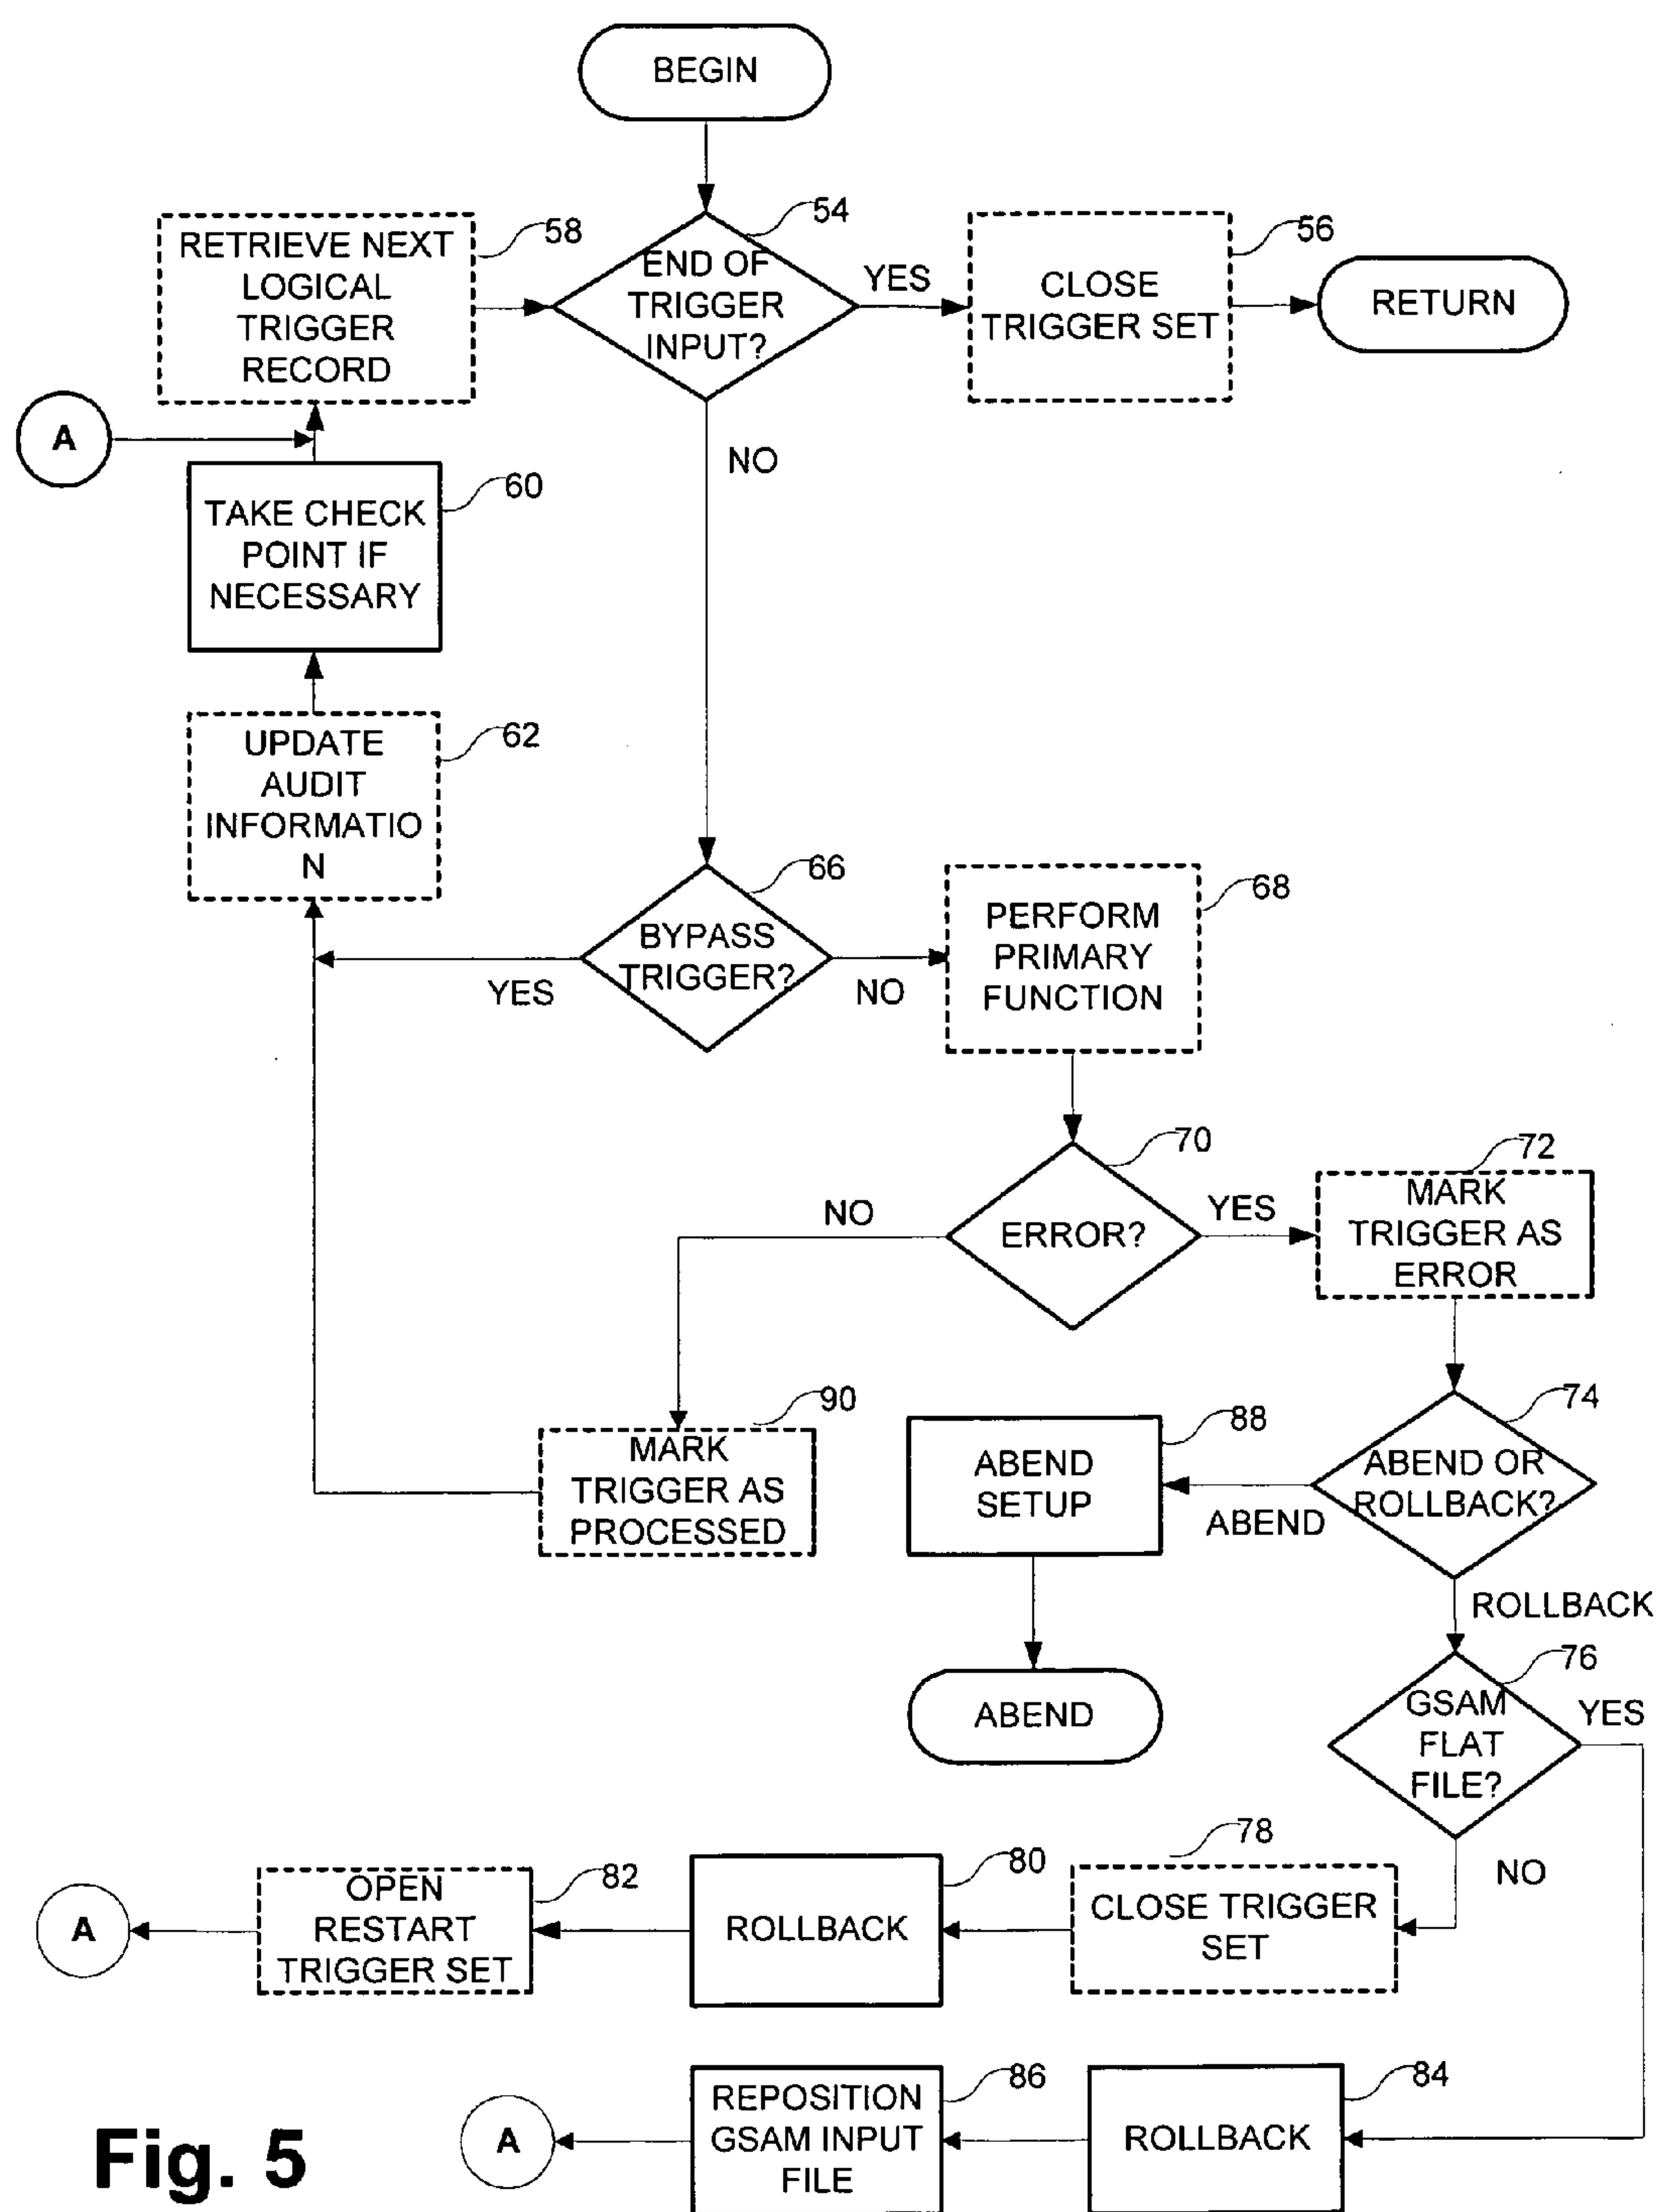 BEGIN
54
58
56
RETRIEVE NEXT
LOGICAL
TRIGGER
RECORD
END OF
TRIGGER
INPUT?
YES
CLOSE
TRIGGER SET
RETURN
A
NO
60
TAKE CHECK
POINT IF
NECESSARY
62
UPDATE
AUDIT
INFORMATIO
N
66
BYPASS
TRIGGER?
YES
NO
68
PERFORM
PRIMARY
FUNCTION
70
ERROR?
NO
YES
72
MARK
TRIGGER AS
ERROR
90
MARK
TRIGGER AS
PROCESSED
88
ABEND
SETUP
74
ABEND OR
ROLLBACK?
ABEND
ROLLBACK
ABEND
76
GSAM
FLAT
FILE?
YES
NO
78
CLOSE TRIGGER
SET
80
ROLLBACK
82
OPEN
RESTART
TRIGGER SET
A
84
ROLLBACK
86
REPOSITION
GSAM INPUT
FILE
A
Fig. 5